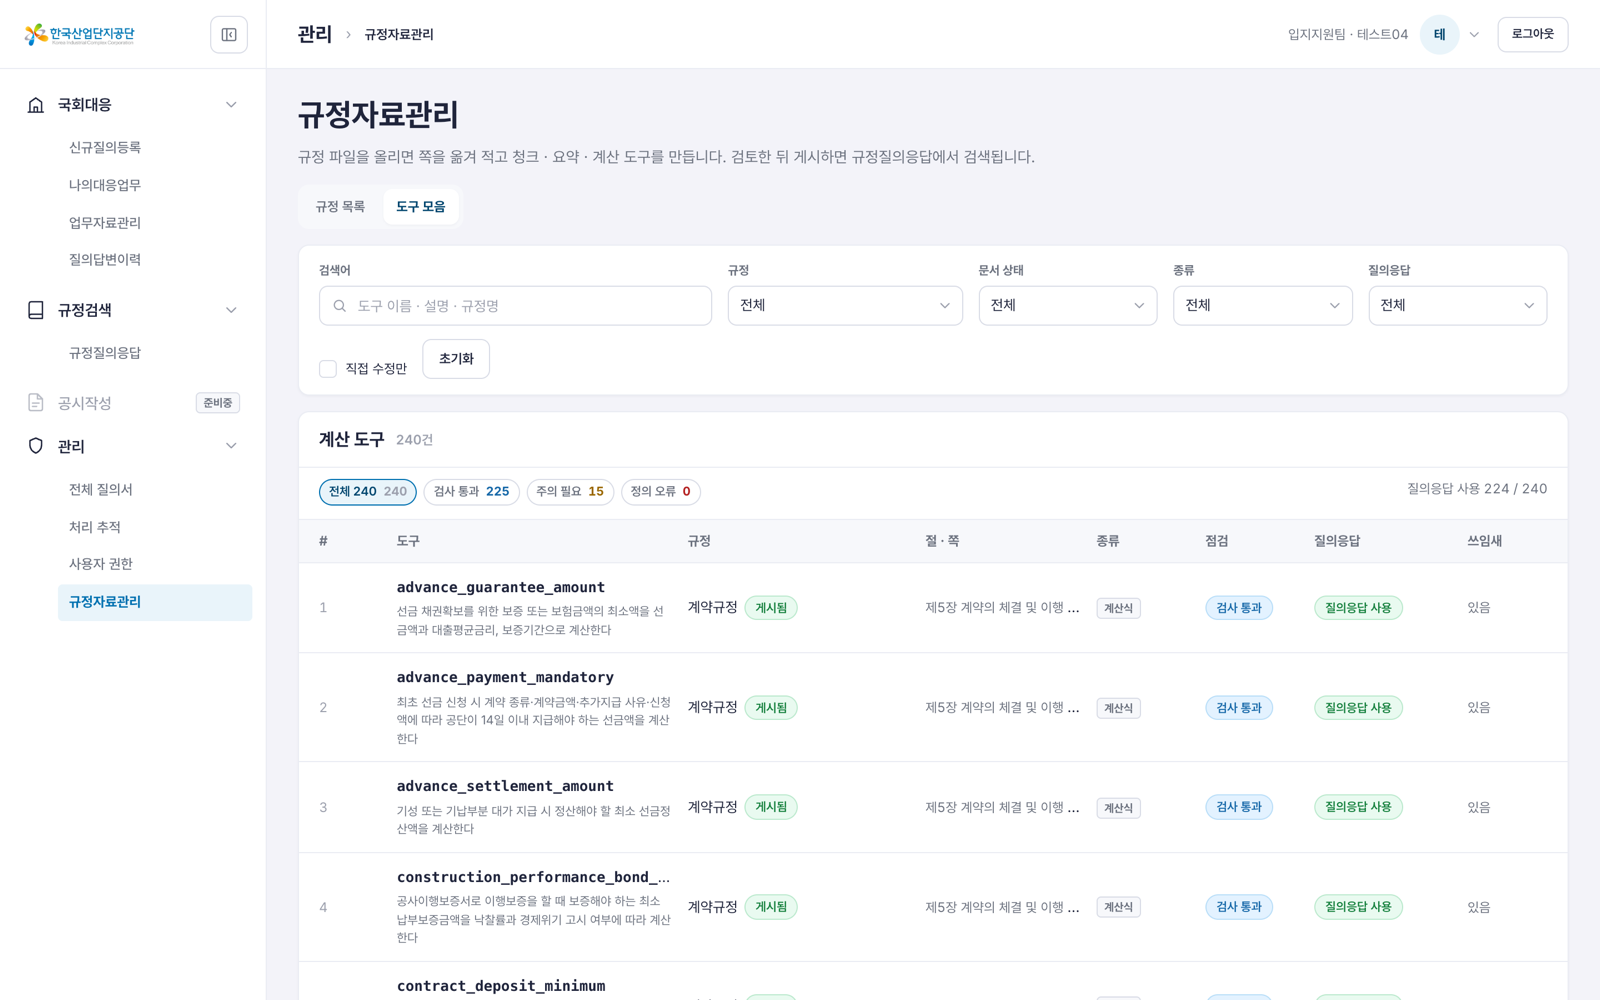 한국산업단지공단
Korea Industrial Complex Corporation
관리 › 규정자료관리
입지지원팀 · 테스트04
테
로그아웃
국회대응
신규질의등록
나의대응업무
업무자료관리
질의답변이력
규정검색
규정질의응답
공시작성 준비중
관리
전체 질의서
처리 추적
사용자 권한
규정자료관리
규정자료관리
규정 파일을 올리면 쪽을 옮겨 적고 청크 · 요약 · 계산 도구를 만듭니다. 검토한 뒤 게시하면 규정질의응답에서 검색됩니다.
규정 목록 도구 모음
검색어 규정 문서 상태 종류 질의응답
도구 이름 · 설명 · 규정명 전체 전체 전체 전체
직접 수정만 초기화
계산 도구 240건
전체 240 240 검사 통과 225 주의 필요 15 정의 오류 0 질의응답 사용 224 / 240
# 도구 규정 절 · 쪽 종류 점검 질의응답 쓰임새
advance_guarantee_amount
1 선금 채권확보를 위한 보증 또는 보험금액의 최소액을 선
금액과 대출평균금리, 보증기간으로 계산한다
계약규정 게시됨 제5장 계약의 체결 및 이행 ... 계산식 검사 통과 질의응답 사용 있음
advance_payment_mandatory
2 최초 선금 신청 시 계약 종류·계약금액·추가지급 사유·신청
액에 따라 공단이 14일 이내 지급해야 하는 선금액을 계산
한다
계약규정 게시됨 제5장 계약의 체결 및 이행 ... 계산식 검사 통과 질의응답 사용 있음
advance_settlement_amount
3 기성 또는 기납부분 대가 지급 시 정산해야 할 최소 선금정
산액을 계산한다
계약규정 게시됨 제5장 계약의 체결 및 이행 ... 계산식 검사 통과 질의응답 사용 있음
construction_performance_bond_...
4 공사이행보증서로 이행보증을 할 때 보증해야 하는 최소
납부보증금액을 낙찰률과 경제위기 고시 여부에 따라 계산
한다
계약규정 게시됨 제5장 계약의 체결 및 이행 ... 계산식 검사 통과 질의응답 사용 있음
contract_deposit_minimum